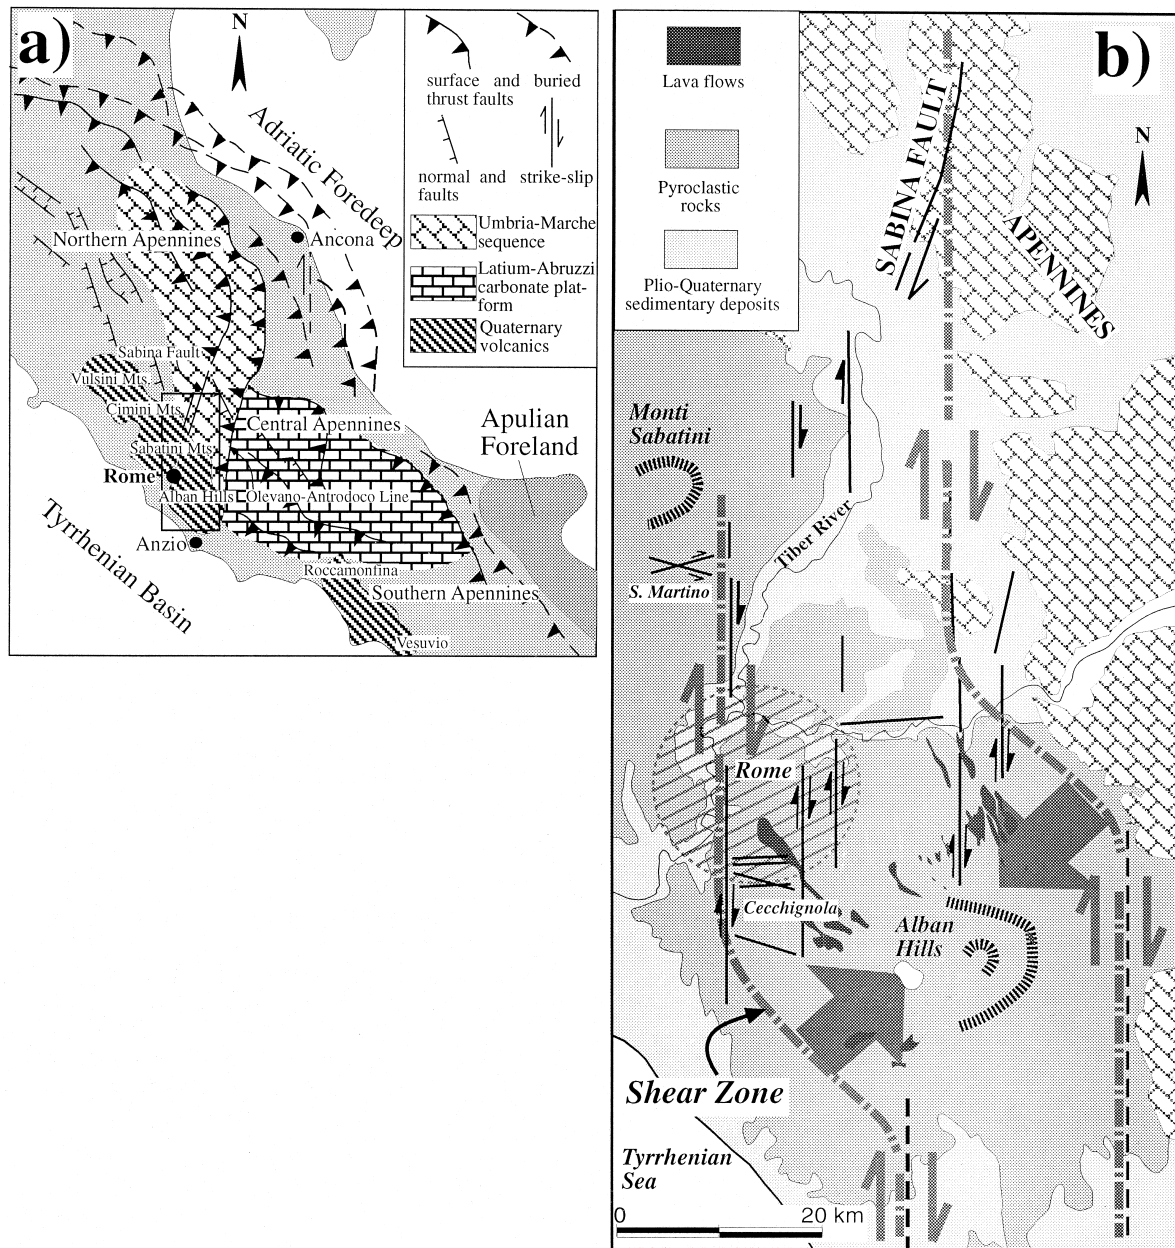 a)
N
surface and buried
thrust faults
normal and strike-slip
faults
Umbria-Marche
sequence
Latium-Abruzzi
carbonate plat-
form
Quaternary
volcanics
Adriatic Foredeep
Northern Apennines
Ancona
Sabina Fault
Vulsini Mts.
Cimini Mts.
Central Apennines
Apulian
Foreland
Sabatini Mts.
Rome
Alban Hills
Olevano-Antrodoco Line
Anzio
Tyrrhenian Basin
Roccamonfina
Southern Apennines
Vesuvio
b)
Lava flows
Pyroclastic
rocks
Plio-Quaternary
sedimentary deposits
N
SABINA FAULT
APENNINES
Monti
Sabatini
Tiber River
S. Martino
Rome
Cecchignola
Alban
Hills
Shear Zone
Tyrrhenian
Sea
0 20 km